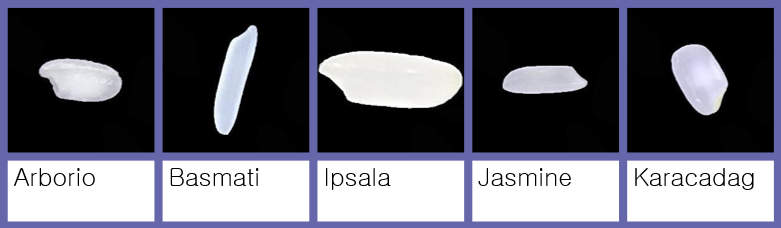 Arborio
Basmati
Ipsala
Jasmine
Karacadag